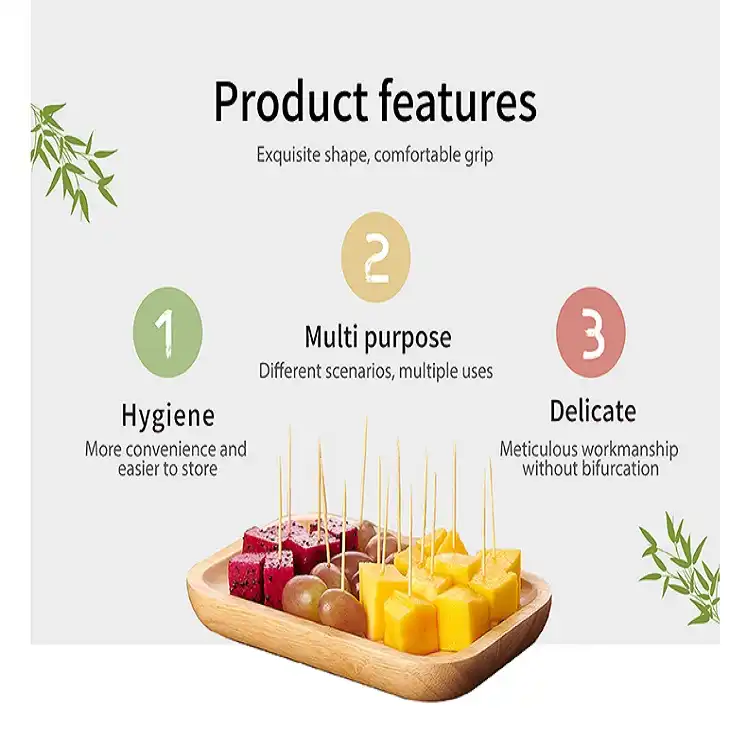 Product features
Exquisite shape, comfortable grip
1
Hygiene
More convenience and
easier to store
2
Multi purpose
Different scenarios, multiple uses
3
Delicate
Meticulous workmanship
without bifurcation